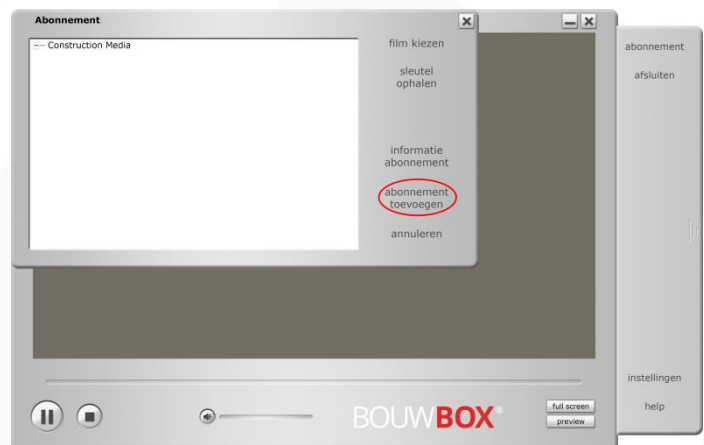 Abonnement
Construction Media
film kiezen
sleutel
ophalen
informatie
abonnement
abonnement
toevoegen
annuleren
abonnement
afsluiten
instellingen
help
BOUWBOX®
full screen
preview